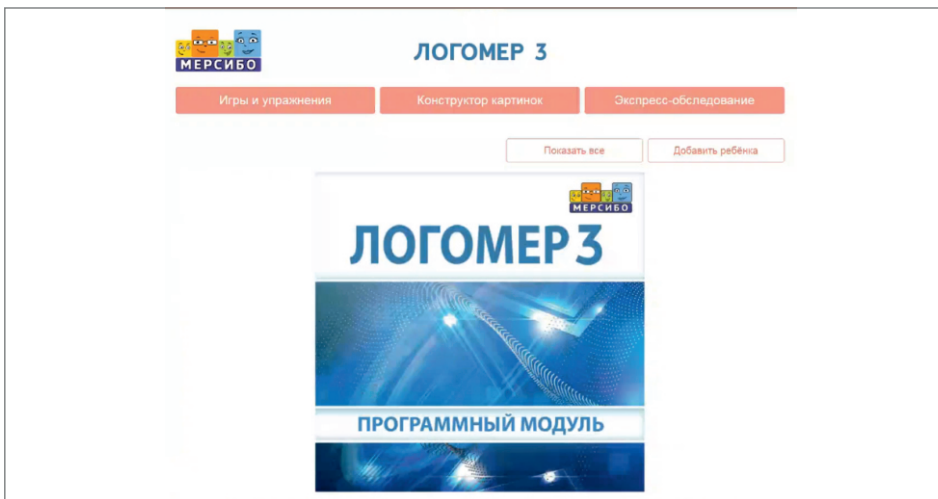 МЕРСИБО
ЛОГОМЕР 3
Игры и упражнения
Конструктор картинок
Экспресс-обследование
Показать все
Добавить ребёнка
МЕРСИБО
ЛОГОМЕР 3
ПРОГРАММНЫЙ МОДУЛЬ